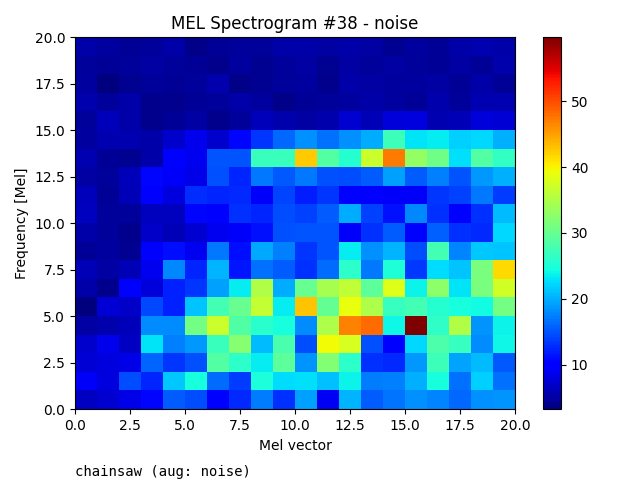 MEL Spectrogram #38 - noise
20.0
17.5
15.0
12.5
10.0
7.5
5.0
2.5
0.0
Frequency [Mel]
0.0 2.5 5.0 7.5 10.0 12.5 15.0 17.5 20.0
Mel vector
50
40
30
20
10
chainsaw (aug: noise)